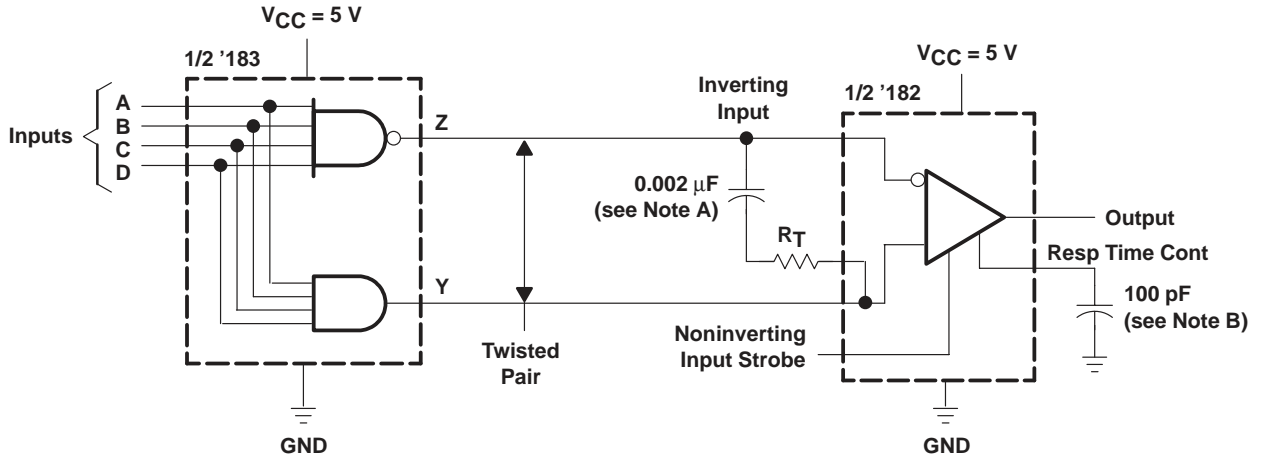 VCC = 5 V
1/2 '183
Inputs
A
B
C
D
Z
Y
Twisted
Pair
GND
Inverting
Input
0.002 μF
(see Note A)
RT
VCC = 5 V
1/2 '182
Output
Resp Time Cont
100 pF
(see Note B)
Noninverting
Input Strobe
GND